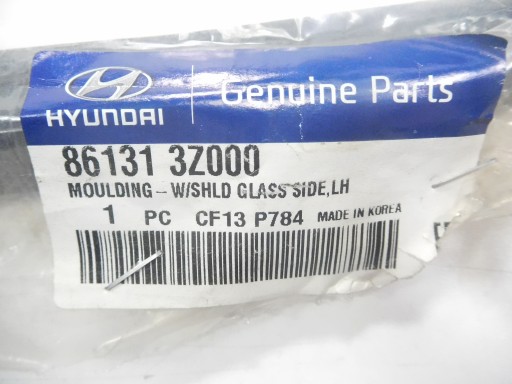 HYUNDAI | Genuine Parts
86131 3Z000
MOULDING - W/SHLD GLASS SIDE, LH
1 PC CF13 P784 MADE IN KOREA